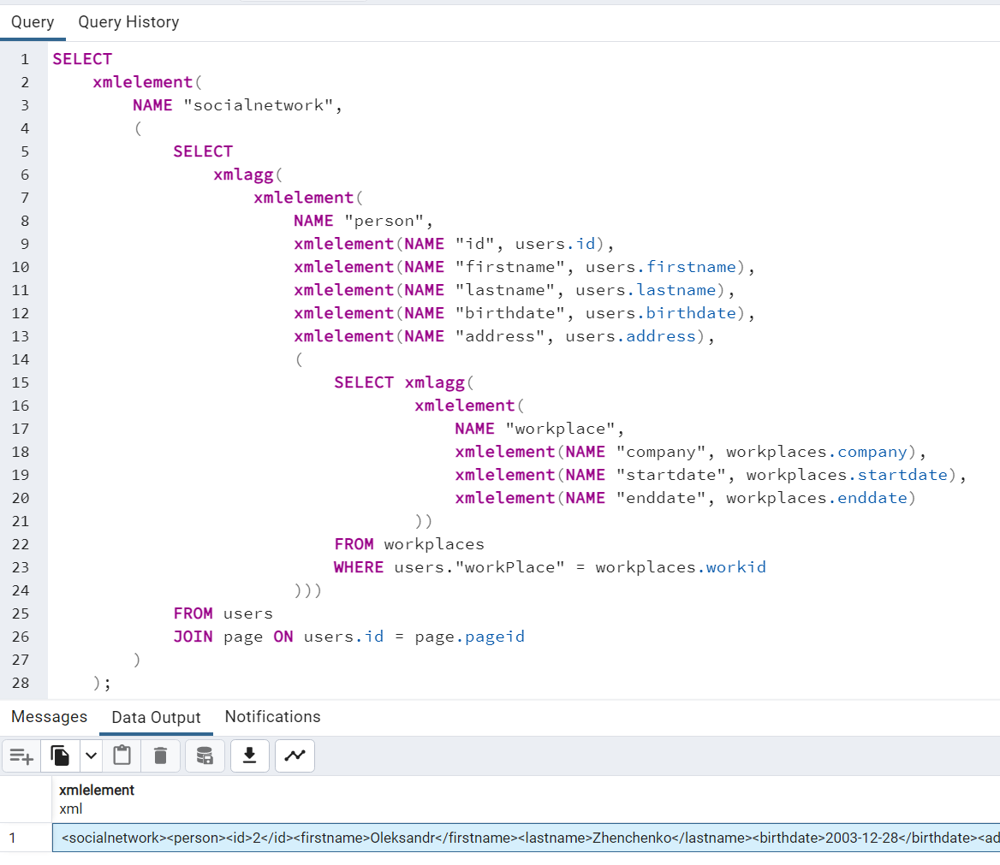 Query Query History
1 SELECT
2 xmlelement(
3 NAME "socialnetwork",
4 (
5 SELECT
6 xmlagg(
7 xmlelement(
8 NAME "person",
9 xmlelement(NAME "id", users.id),
10 xmlelement(NAME "firstname", users.firstname),
11 xmlelement(NAME "lastname", users.lastname),
12 xmlelement(NAME "birthdate", users.birthdate),
13 xmlelement(NAME "address", users.address),
14 (
15 SELECT xmlagg(
16 xmlelement(
17 NAME "workplace",
18 xmlelement(NAME "company", workplaces.company),
19 xmlelement(NAME "startdate", workplaces.startdate),
20 xmlelement(NAME "enddate", workplaces.enddate)
21 ))
22 FROM workplaces
23 WHERE users."workPlace" = workplaces.workid
24 )))
25 FROM users
26 JOIN page ON users.id = page.pageid
27 )
28 );
Messages Data Output Notifications
xmlelement
xml
1 <socialnetwork><person><id>2</id><firstname>Oleksandr</firstname><lastname>Zhenchenko</lastname><birthdate>2003-12-28</birthdate><ad